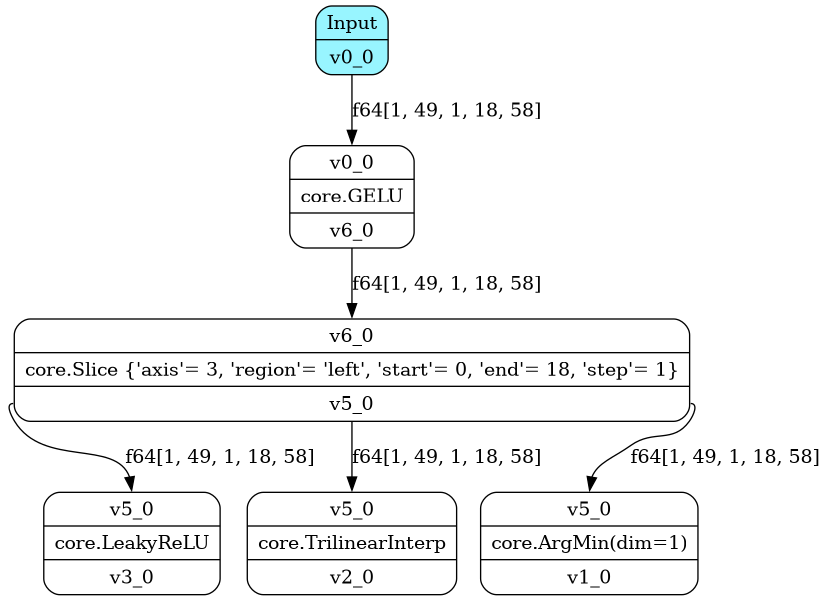 Input
v0_0
f64[1, 49, 1, 18, 58]
v0_0
core.GELU
v6_0
f64[1, 49, 1, 18, 58]
v6_0
core.Slice {'axis'= 3, 'region'= 'left', 'start'= 0, 'end'= 18, 'step'= 1}
v5_0
f64[1, 49, 1, 18, 58]
f64[1, 49, 1, 18, 58]
f64[1, 49, 1, 18, 58]
v5_0
core.LeakyReLU
v3_0
v5_0
core.TrilinearInterp
v2_0
v5_0
core.ArgMin(dim=1)
v1_0